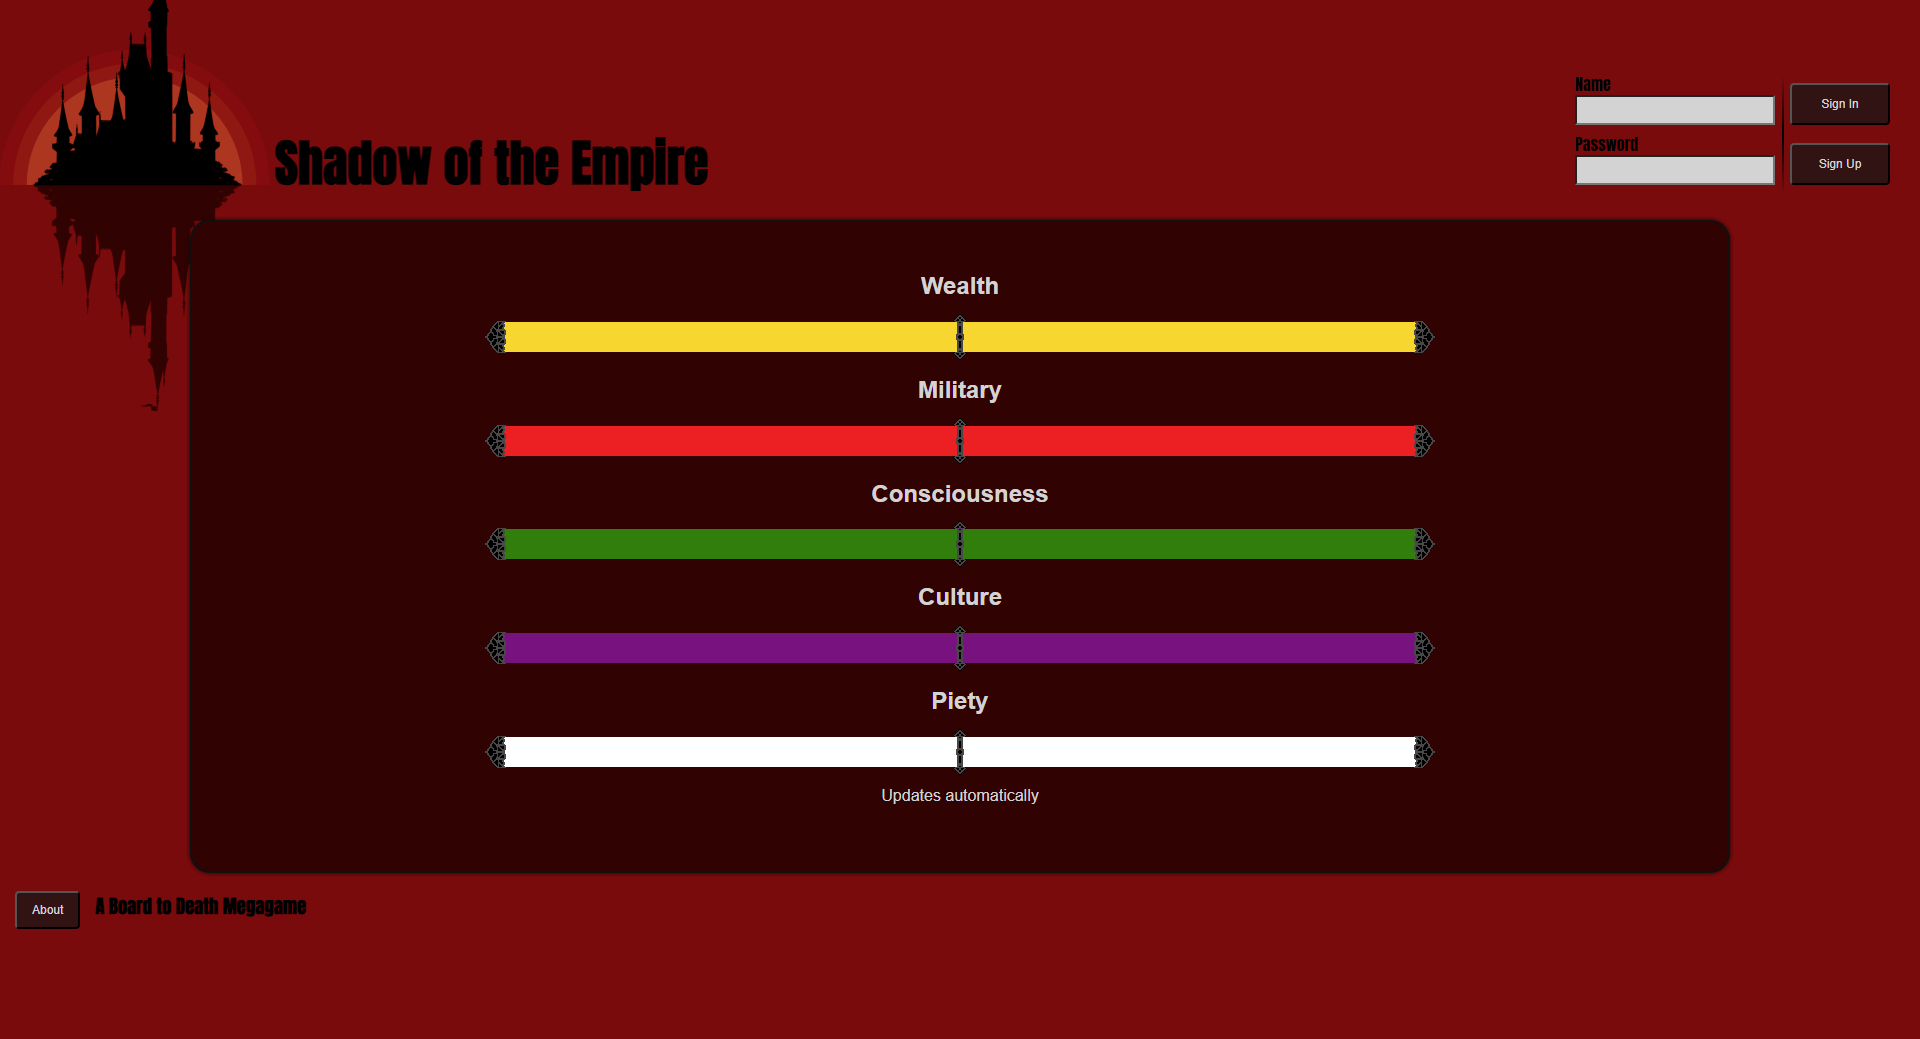 Shadow of the Empire
Name
Sign In
Password
Sign Up
Wealth
Military
Consciousness
Culture
Piety
Updates automatically
About
A Board to Death Megagame